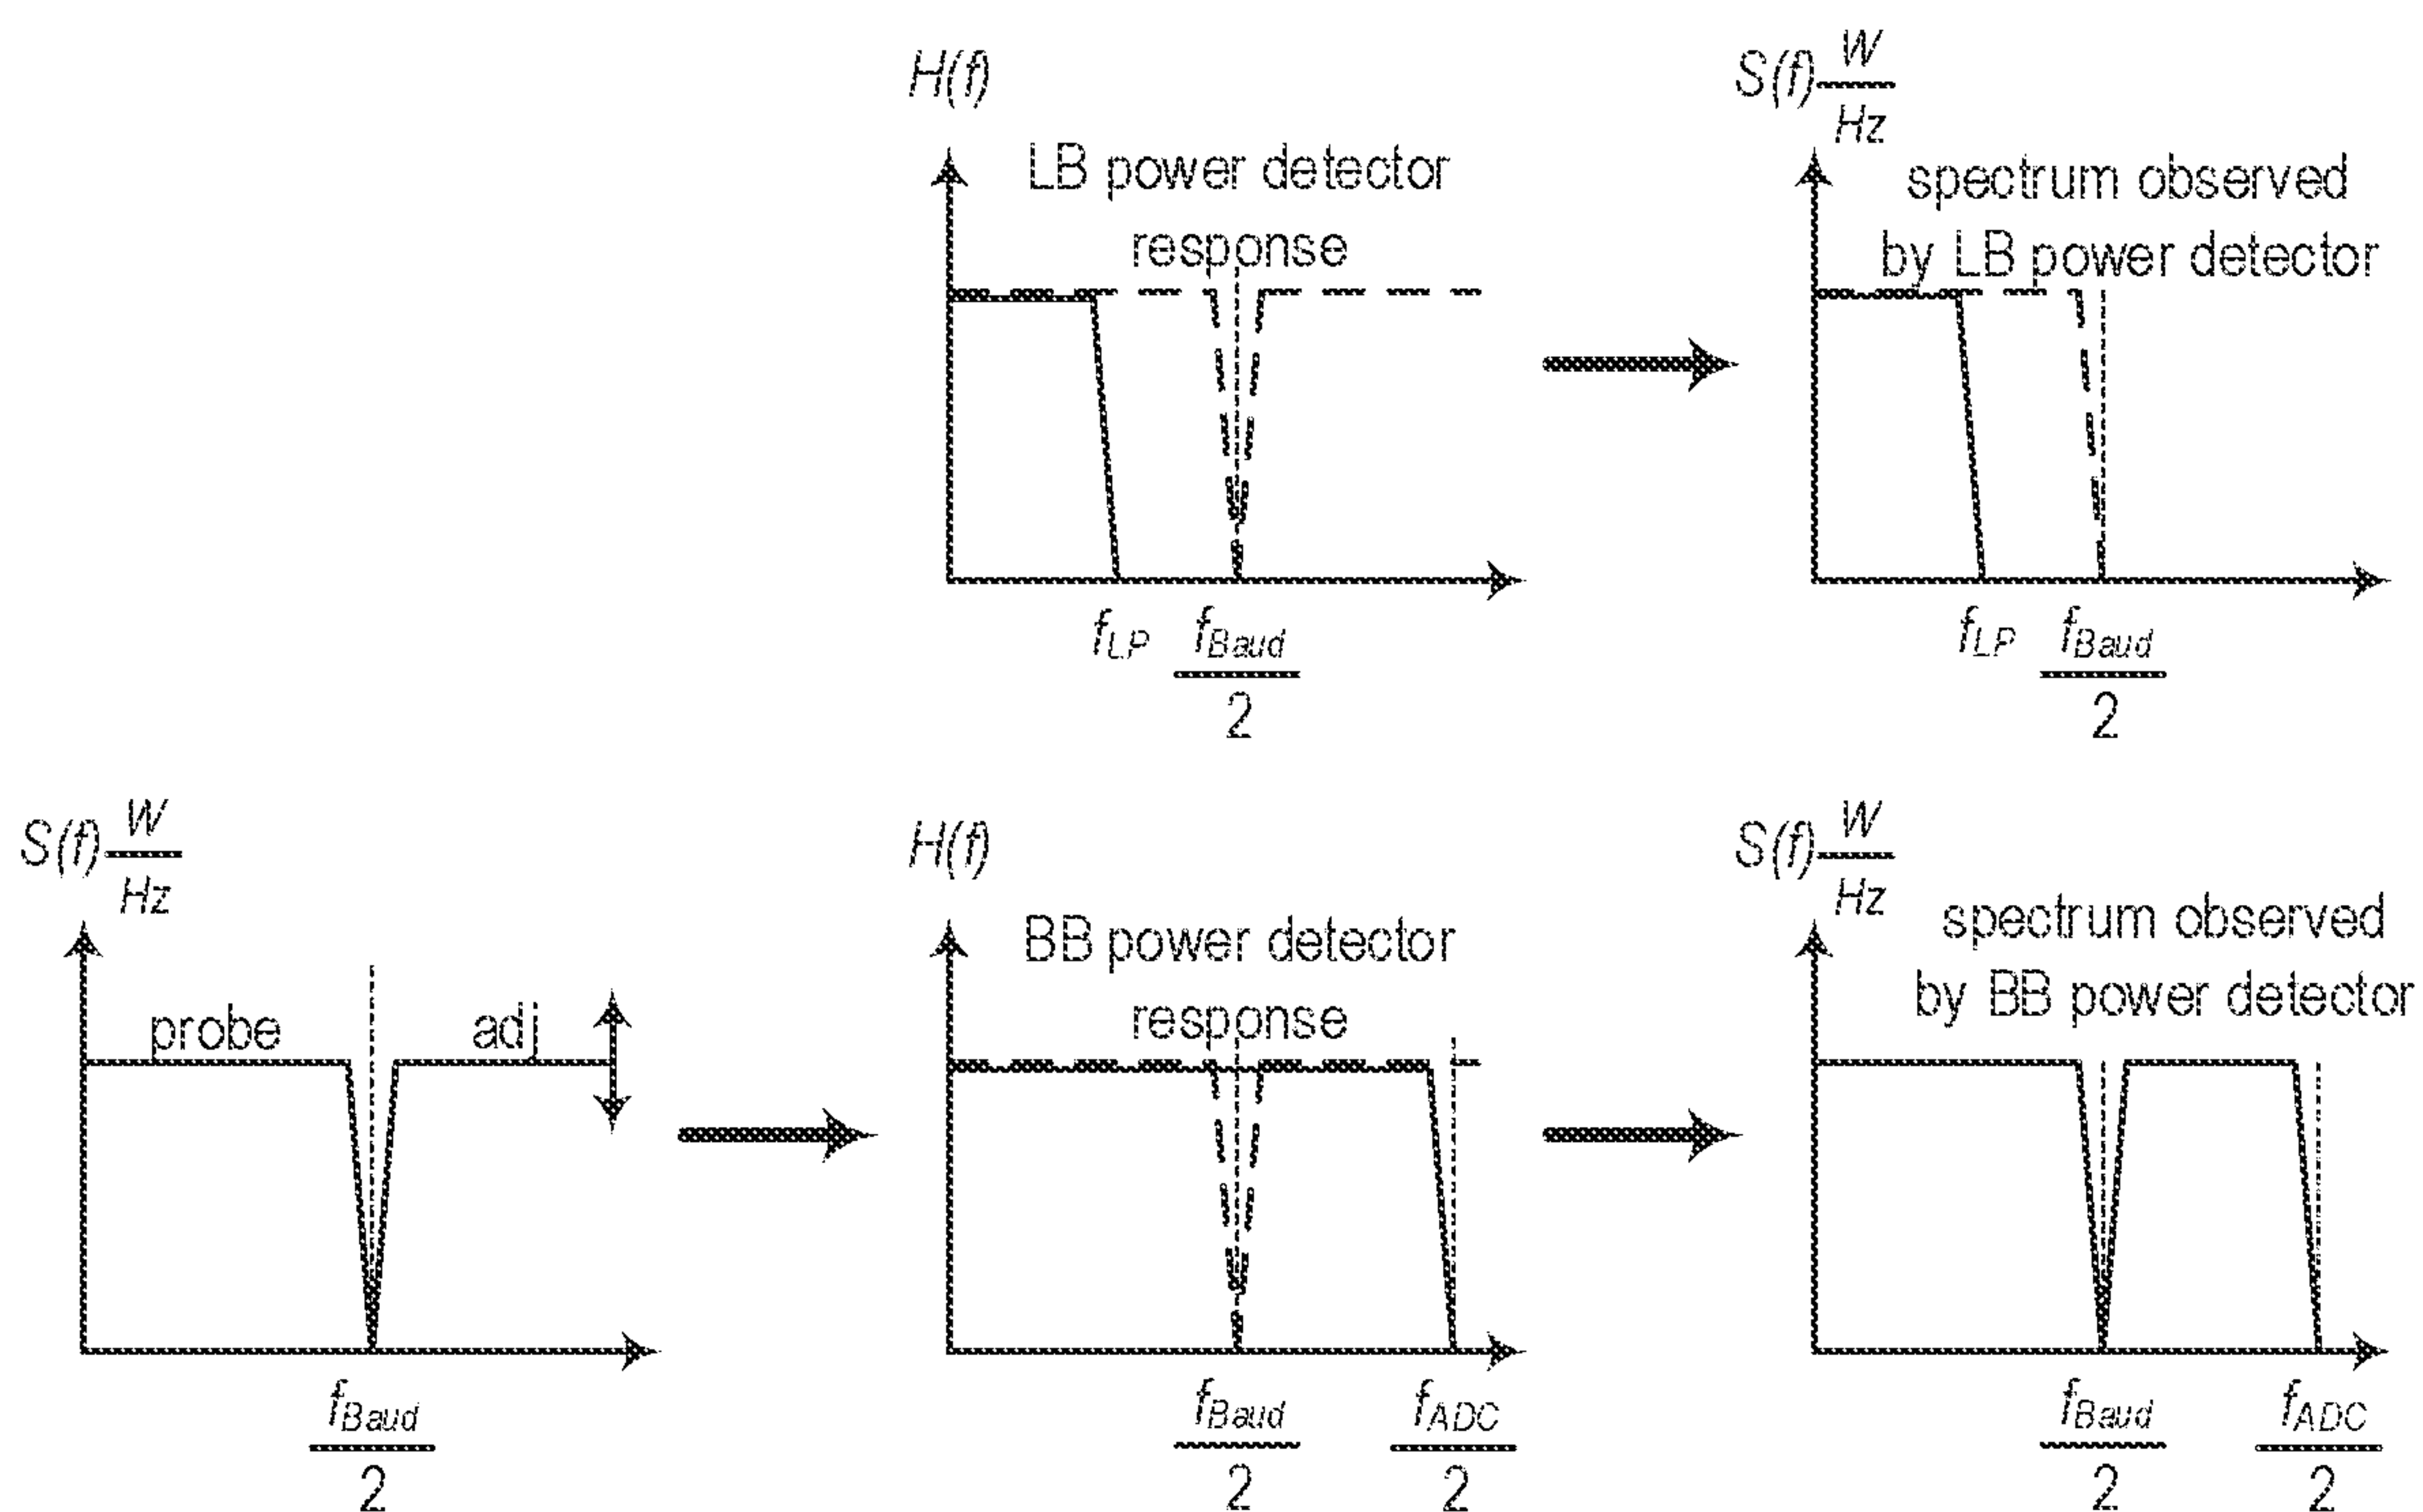 H(f)
LB power detector
response
f_LP f_Baud/2
S(f) W/Hz
spectrum observed
by LB power detector
f_LP f_Baud/2
S(f) W/Hz
probe adj
f_Baud/2
H(f)
BB power detector
response
f_Baud/2 f_ADC/2
S(f) W/Hz
spectrum observed
by BB power detector
f_Baud/2 f_ADC/2